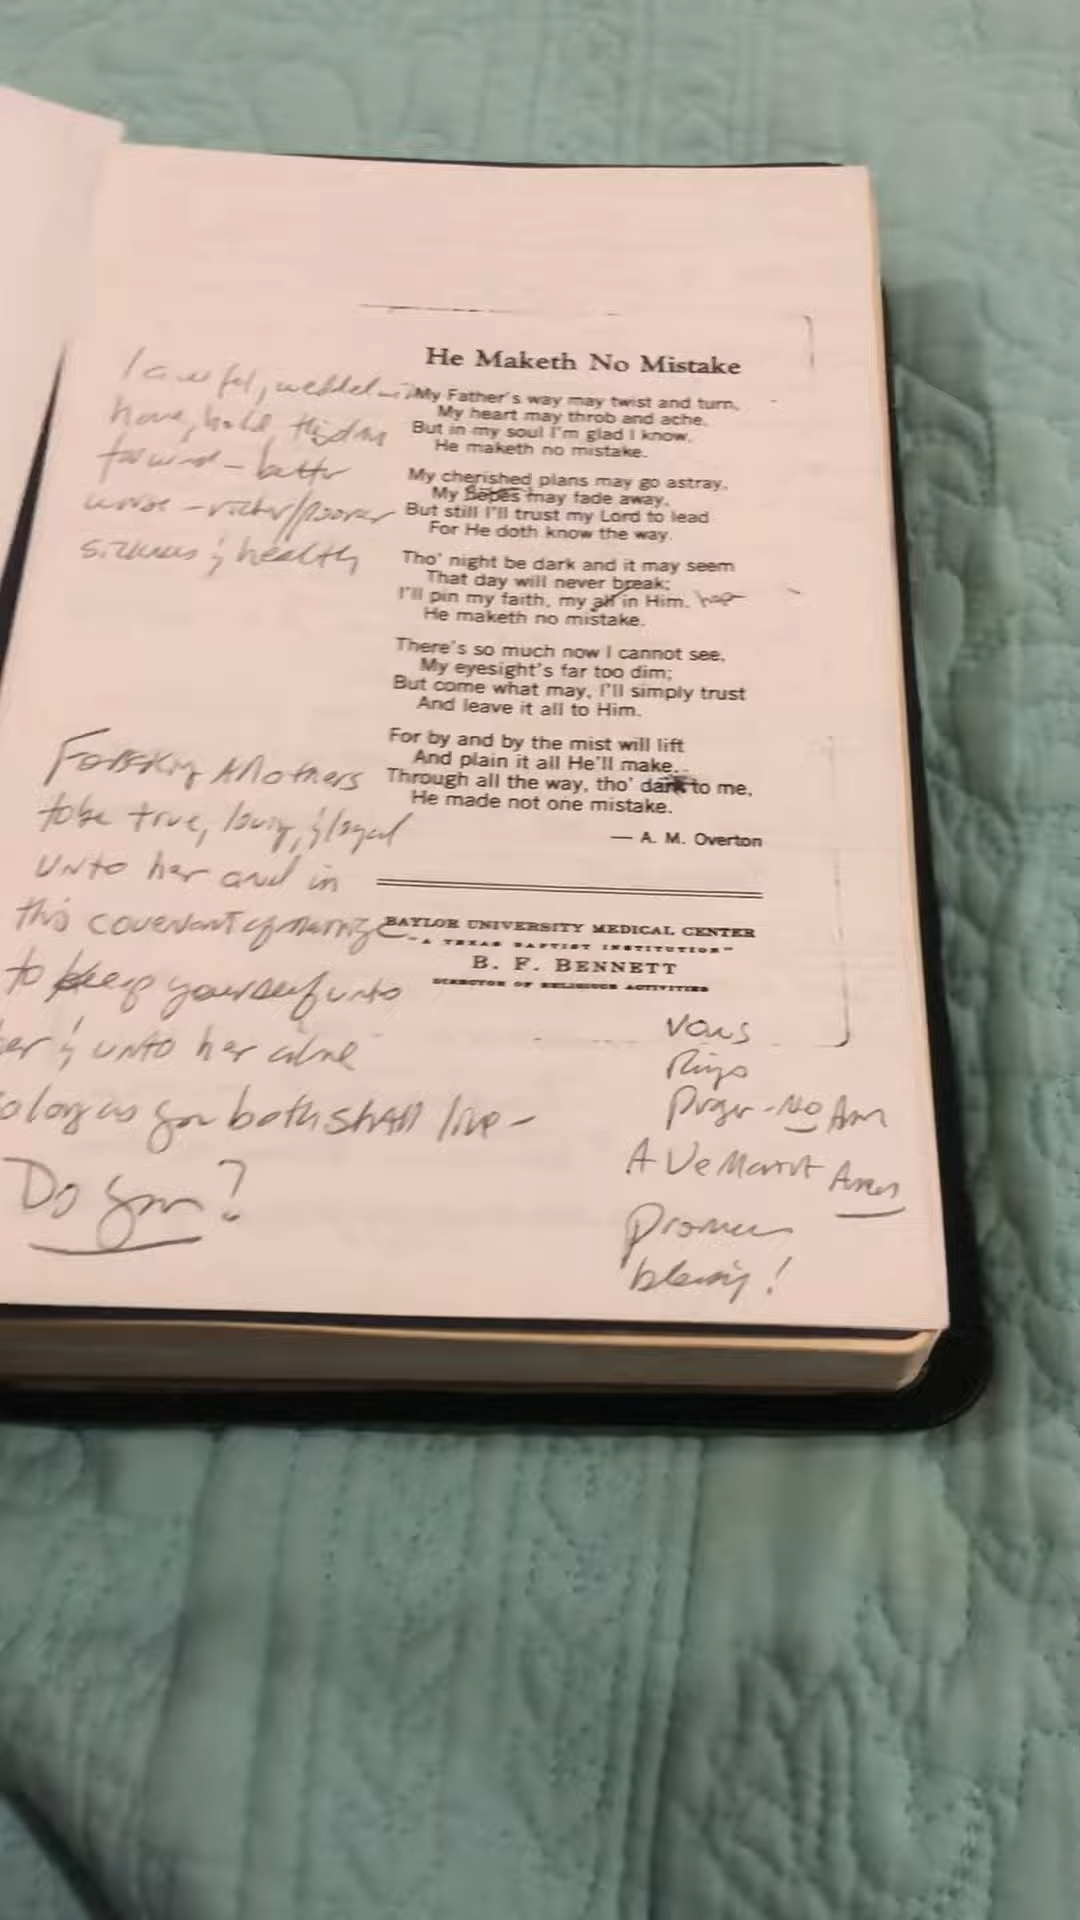 He Maketh No Mistake
My Father's way may twist and turn,
My heart may throb and ache,
But in my soul I'm glad I know,
He maketh no mistake.
My cherished plans may go astray,
My may fade away,
But still I'll trust my Lord to lead
For He doth know the way.
Tho' night be dark and it may seem
That day will never break;
I'll pin my faith, my all in Him,
He maketh no mistake.
There's so much now I cannot see,
My eyesight's far too dim;
But come what may, I'll simply trust
And leave it all to Him.
For by and by the mist will lift
And plain it all He'll make.
Through all the way, tho' dark to me,
He made not one mistake.
— A. M. Overton
BAYLOR UNIVERSITY MEDICAL CENTER
"A TEXAS BAPTIST INSTITUTION"
B. F. BENNETT
DIRECTOR OF RELIGIOUS ACTIVITIES
lawful, wedded
have, hold this day
forward - better
worse - richer/poorer
sickness & health
all others
to be true, loving, & loyal
unto her and in
this covenant of marriage
to keep yourself unto
her & unto her alone
so long as you both shall live -
Do you?
Vows
Rings
Prayer - No Amen
Amen
blessing!